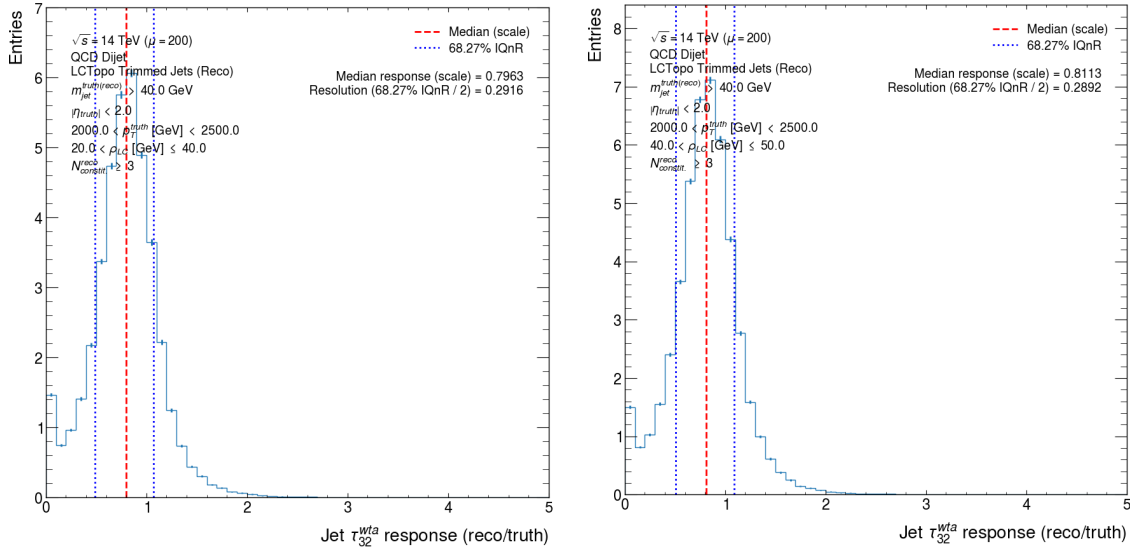 Entries
√s = 14 TeV (μ = 200)
QCD Dijet
LCTopo Trimmed Jets (Reco)
m_jet^truth(reco) > 40.0 GeV
|η_truth| < 2.0
2000.0 < p_T^truth [GeV] < 2500.0
20.0 < ρ_LC [GeV] ≤ 40.0
N_constit.^reco ≥ 3
Median (scale)
68.27% IQnR
Median response (scale) = 0.7963
Resolution (68.27% IQnR / 2) = 0.2916
7
6
5
4
3
2
1
0
0 1 2 3 4 5
Jet τ_32^wta response (reco/truth)
Entries
√s = 14 TeV (μ = 200)
QCD Dijet
LCTopo Trimmed Jets (Reco)
m_jet^truth(reco) > 40.0 GeV
|η_truth| < 2.0
2000.0 < p_T^truth [GeV] < 2500.0
40.0 < ρ_LC [GeV] ≤ 50.0
N_constit.^reco ≥ 3
Median (scale)
68.27% IQnR
Median response (scale) = 0.8113
Resolution (68.27% IQnR / 2) = 0.2892
8
7
6
5
4
3
2
1
0
0 1 2 3 4 5
Jet τ_32^wta response (reco/truth)